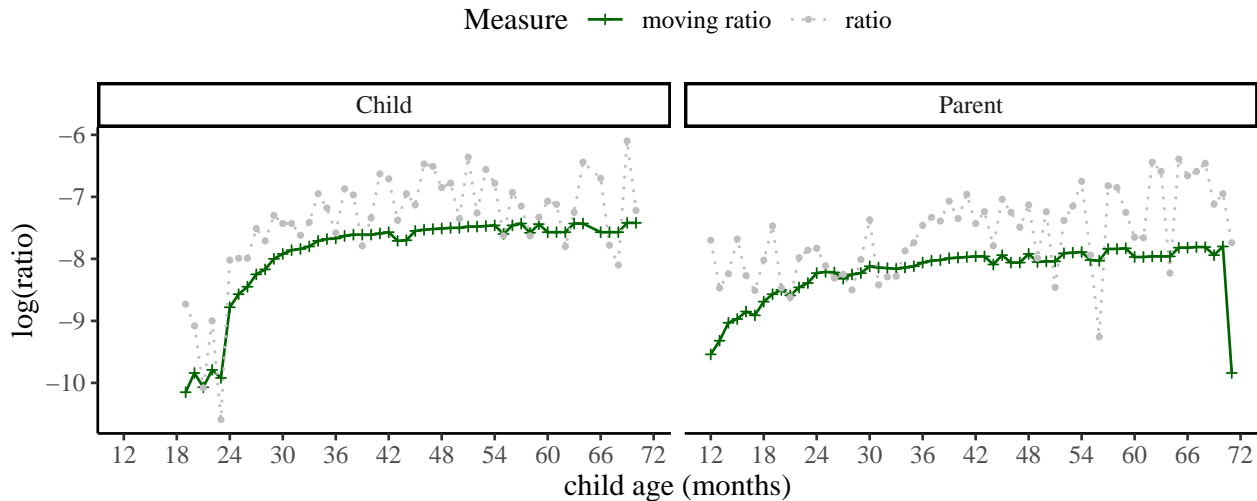 Measure moving ratio ratio
Child Parent
−6
−7
−8
−9
−10
log(ratio)
12 18 24 30 36 42 48 54 60 66 72 12 18 24 30 36 42 48 54 60 66 72
child age (months)